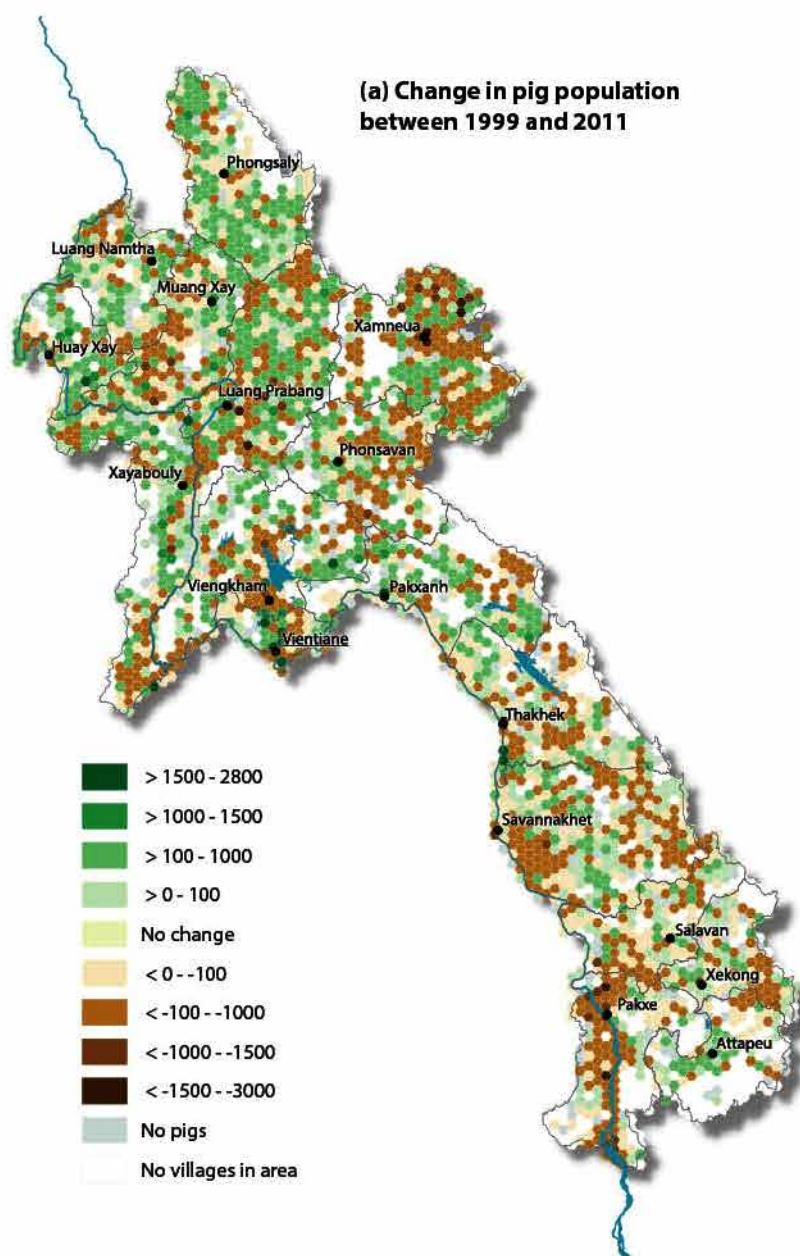 (a) Change in pig population
between 1999 and 2011
Phongsaly
Luang Namtha
Muang Xay
Xamneua
Huay Xay
Luang Prabang
Phonsavan
Xayabouly
Viengkham
Pakxanh
Vientiane
Thakhek
Savannakhet
Salavan
Xekong
Pakxe
Attapeu
> 1500 - 2800
> 1000 - 1500
> 100 - 1000
> 0 - 100
No change
< 0 - -100
< -100 - -1000
< -1000 - -1500
< -1500 - -3000
No pigs
No villages in area